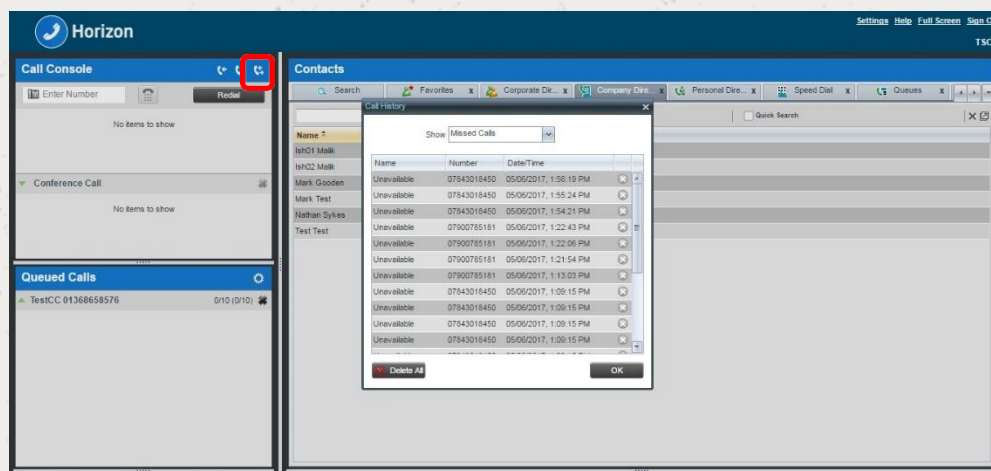 Horizon
Settings Help Full Screen Sign
TSC
Call Console
Enter Number
Redial
No items to show
Conference Call
No items to show
Queued Calls
TestCC 01368658576 0/10 (0/10)
Contacts
Search Favorites x Corporate Dir... x Company Dire... x Personal Dire... x Speed Dial x Queues x
Quick Search
Name
Ish01 Malik
Ish02 Malik
Mark Gooden
Mark Test
Nathan Sykes
Test Test
Call History x
Show Missed Calls
Name Number Date/Time
Unavailable 07843018450 05/06/2017, 1:56:19 PM
Unavailable 07843018450 05/06/2017, 1:55:24 PM
Unavailable 07843018450 05/06/2017, 1:54:21 PM
Unavailable 07900785181 05/06/2017, 1:22:43 PM
Unavailable 07900785181 05/06/2017, 1:22:06 PM
Unavailable 07900785181 05/06/2017, 1:21:54 PM
Unavailable 07900785181 05/06/2017, 1:13:03 PM
Unavailable 07843018450 05/06/2017, 1:09:15 PM
Unavailable 07843018450 05/06/2017, 1:09:15 PM
Unavailable 07843018450 05/06/2017, 1:09:15 PM
Unavailable 07843018450 05/06/2017, 1:09:15 PM
Delete All OK